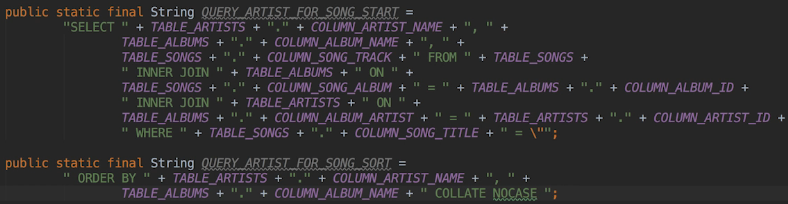 public static final String QUERY_ARTIST_FOR_SONG_START =
"SELECT " + TABLE_ARTISTS + "." + COLUMN_ARTIST_NAME + ", " +
TABLE_ALBUMS + "." + COLUMN_ALBUM_NAME + ", " +
TABLE_SONGS + "." + COLUMN_SONG_TRACK + " FROM " + TABLE_SONGS +
" INNER JOIN " + TABLE_ALBUMS + " ON " +
TABLE_SONGS + "." + COLUMN_SONG_ALBUM + " = " + TABLE_ALBUMS + "." + COLUMN_ALBUM_ID +
" INNER JOIN " + TABLE_ARTISTS + " ON " +
TABLE_ALBUMS + "." + COLUMN_ALBUM_ARTIST + " = " + TABLE_ARTISTS + "." + COLUMN_ARTIST_ID +
" WHERE " + TABLE_SONGS + "." + COLUMN_SONG_TITLE + " = \"";
public static final String QUERY_ARTIST_FOR_SONG_SORT =
" ORDER BY " + TABLE_ARTISTS + "." + COLUMN_ARTIST_NAME + ", " +
TABLE_ALBUMS + "." + COLUMN_ALBUM_NAME + " COLLATE NOCASE ";